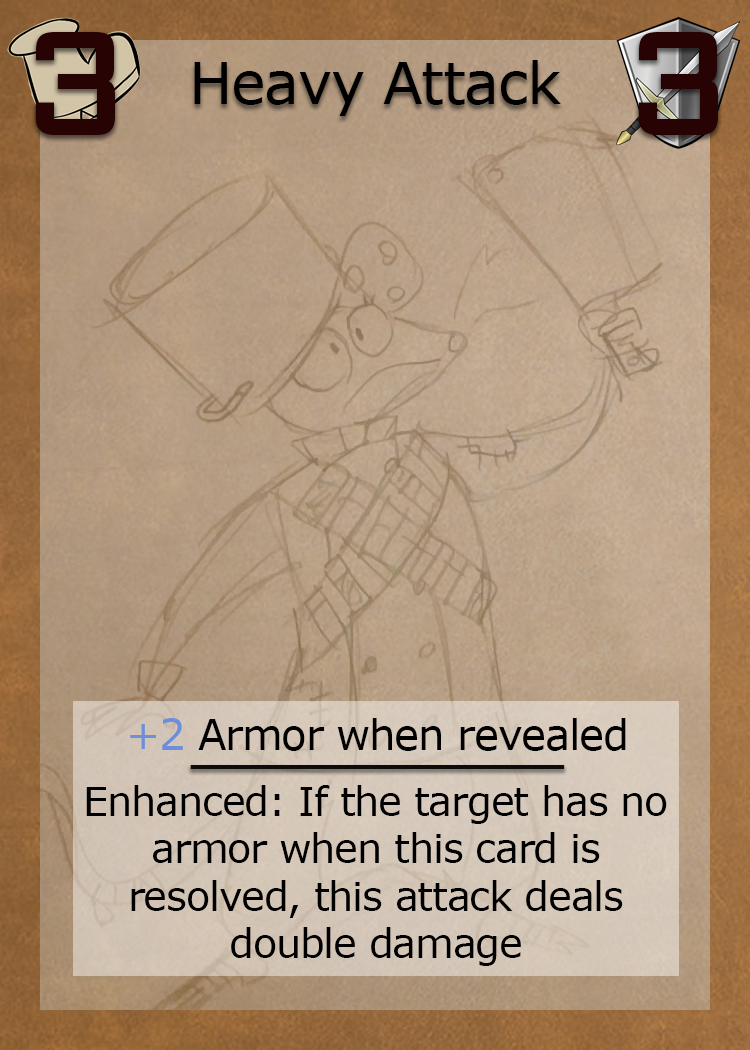 3 Heavy Attack 3
+2 Armor when revealed
Enhanced: If the target has no
armor when this card is
resolved, this attack deals
double damage